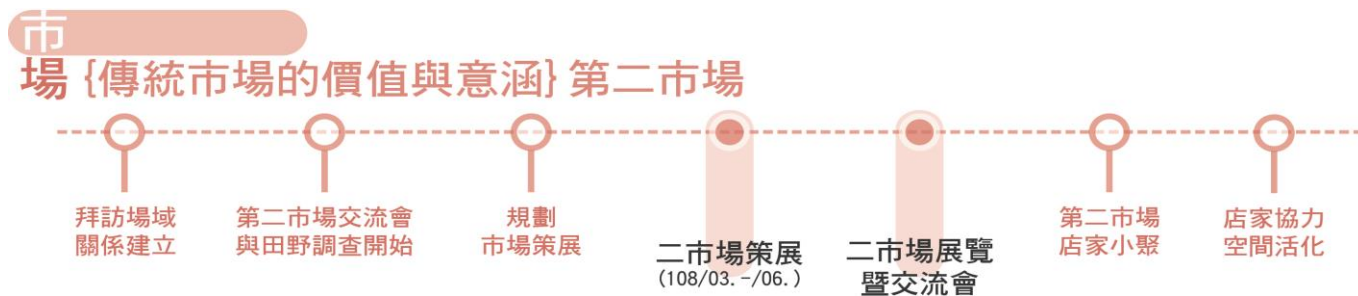 市
場 {傳統市場的價值與意涵} 第二市場
拜訪場域
關係建立
第二市場交流會
與田野調查開始
規劃
市場策展
二市場策展
(108/03.-/06.)
二市場展覽
暨交流會
第二市場
店家小聚
店家協力
空間活化